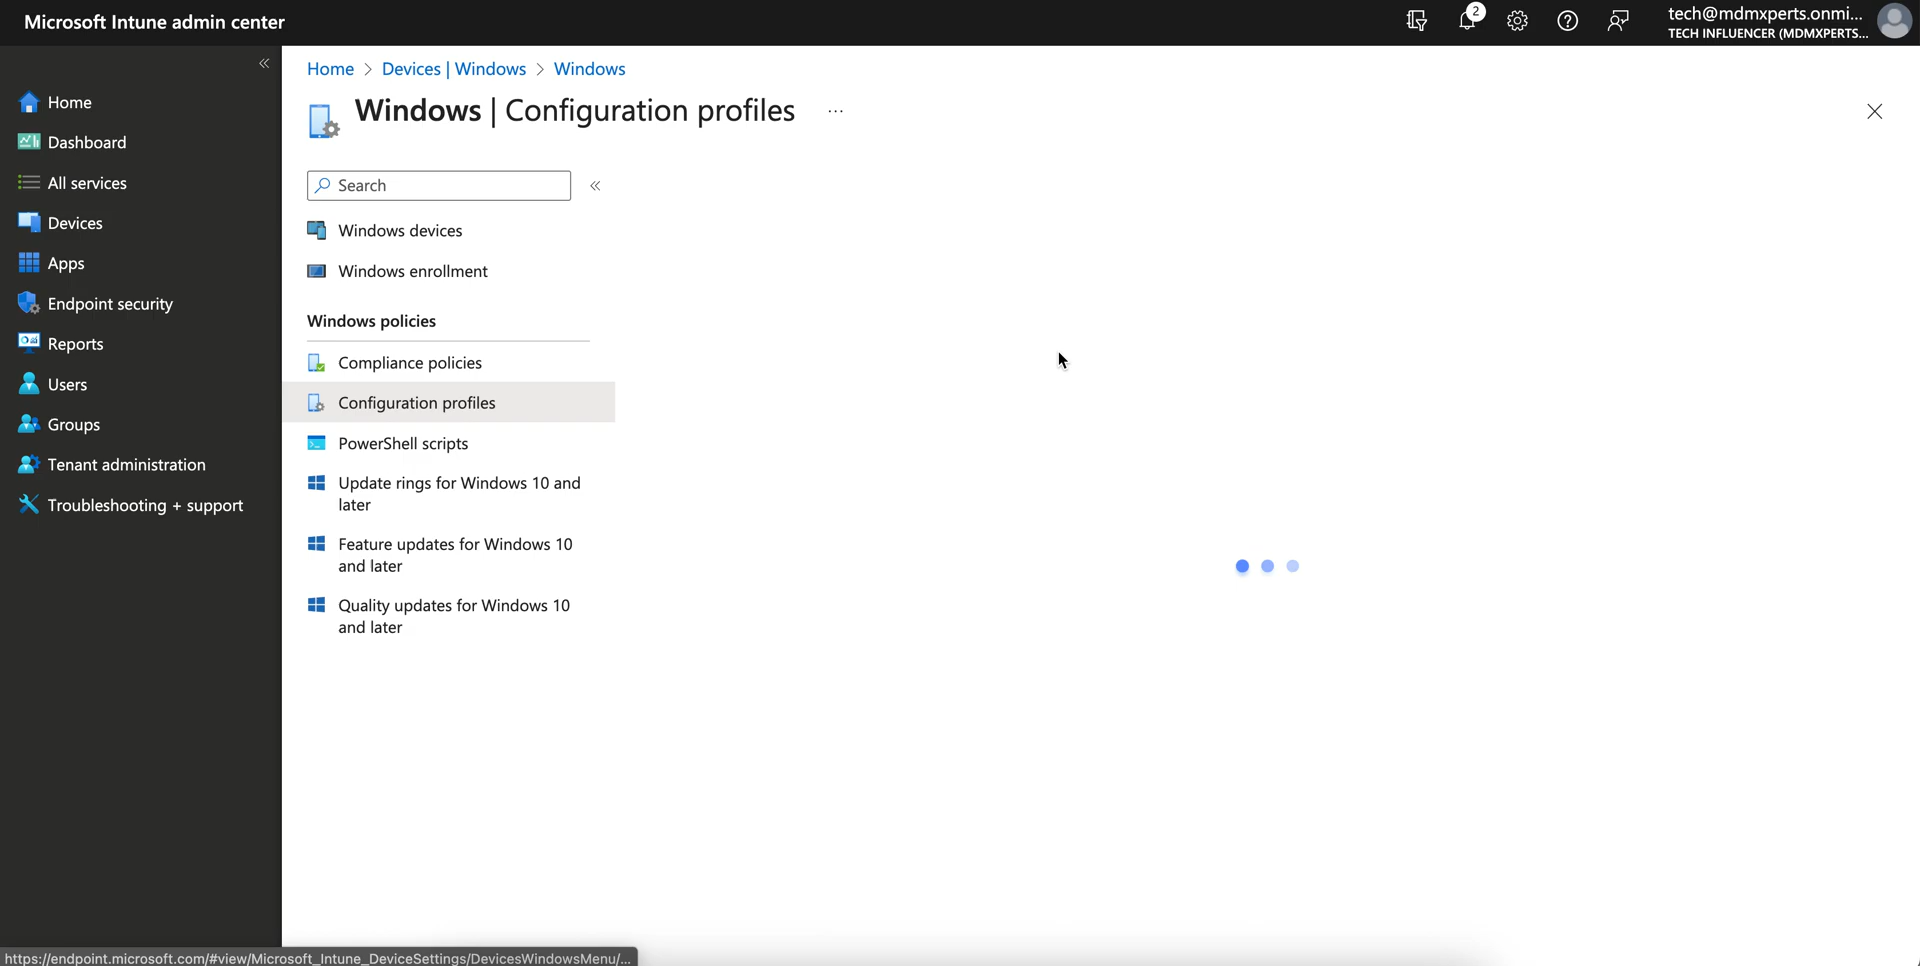 Microsoft Intune admin center
2
tech@mdmxperts.onmi...
TECH INFLUENCER (MDMXPERTS...
Home
Dashboard
All services
Devices
Apps
Endpoint security
Reports
Users
Groups
Tenant administration
Troubleshooting + support
Home > Devices | Windows > Windows
Windows | Configuration profiles ...
Search
Windows devices
Windows enrollment
Windows policies
Compliance policies
Configuration profiles
PowerShell scripts
Update rings for Windows 10 and
later
Feature updates for Windows 10
and later
Quality updates for Windows 10
and later
https://endpoint.microsoft.com/#view/Microsoft_Intune_DeviceSettings/DevicesWindowsMenu/...